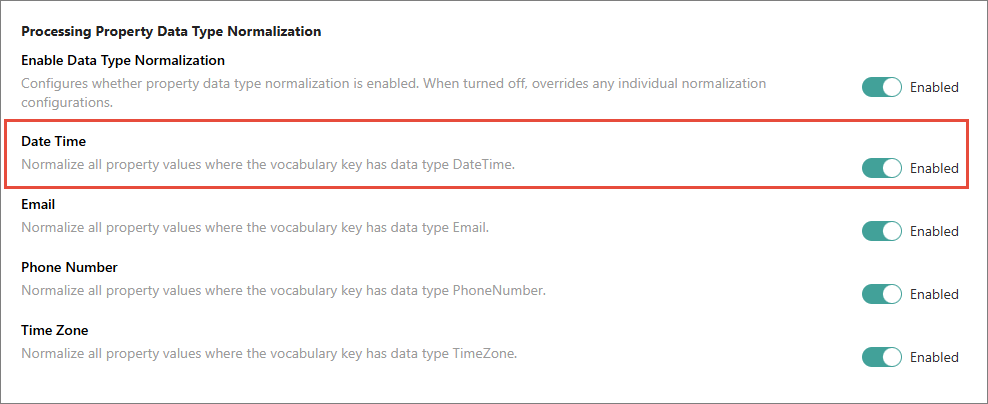 Processing Property Data Type Normalization
Enable Data Type Normalization
Configures whether property data type normalization is enabled. When turned off, overrides any individual normalization
configurations.
Enabled
Date Time
Normalize all property values where the vocabulary key has data type DateTime.
Enabled
Email
Normalize all property values where the vocabulary key has data type Email.
Enabled
Phone Number
Normalize all property values where the vocabulary key has data type PhoneNumber.
Enabled
Time Zone
Normalize all property values where the vocabulary key has data type TimeZone.
Enabled